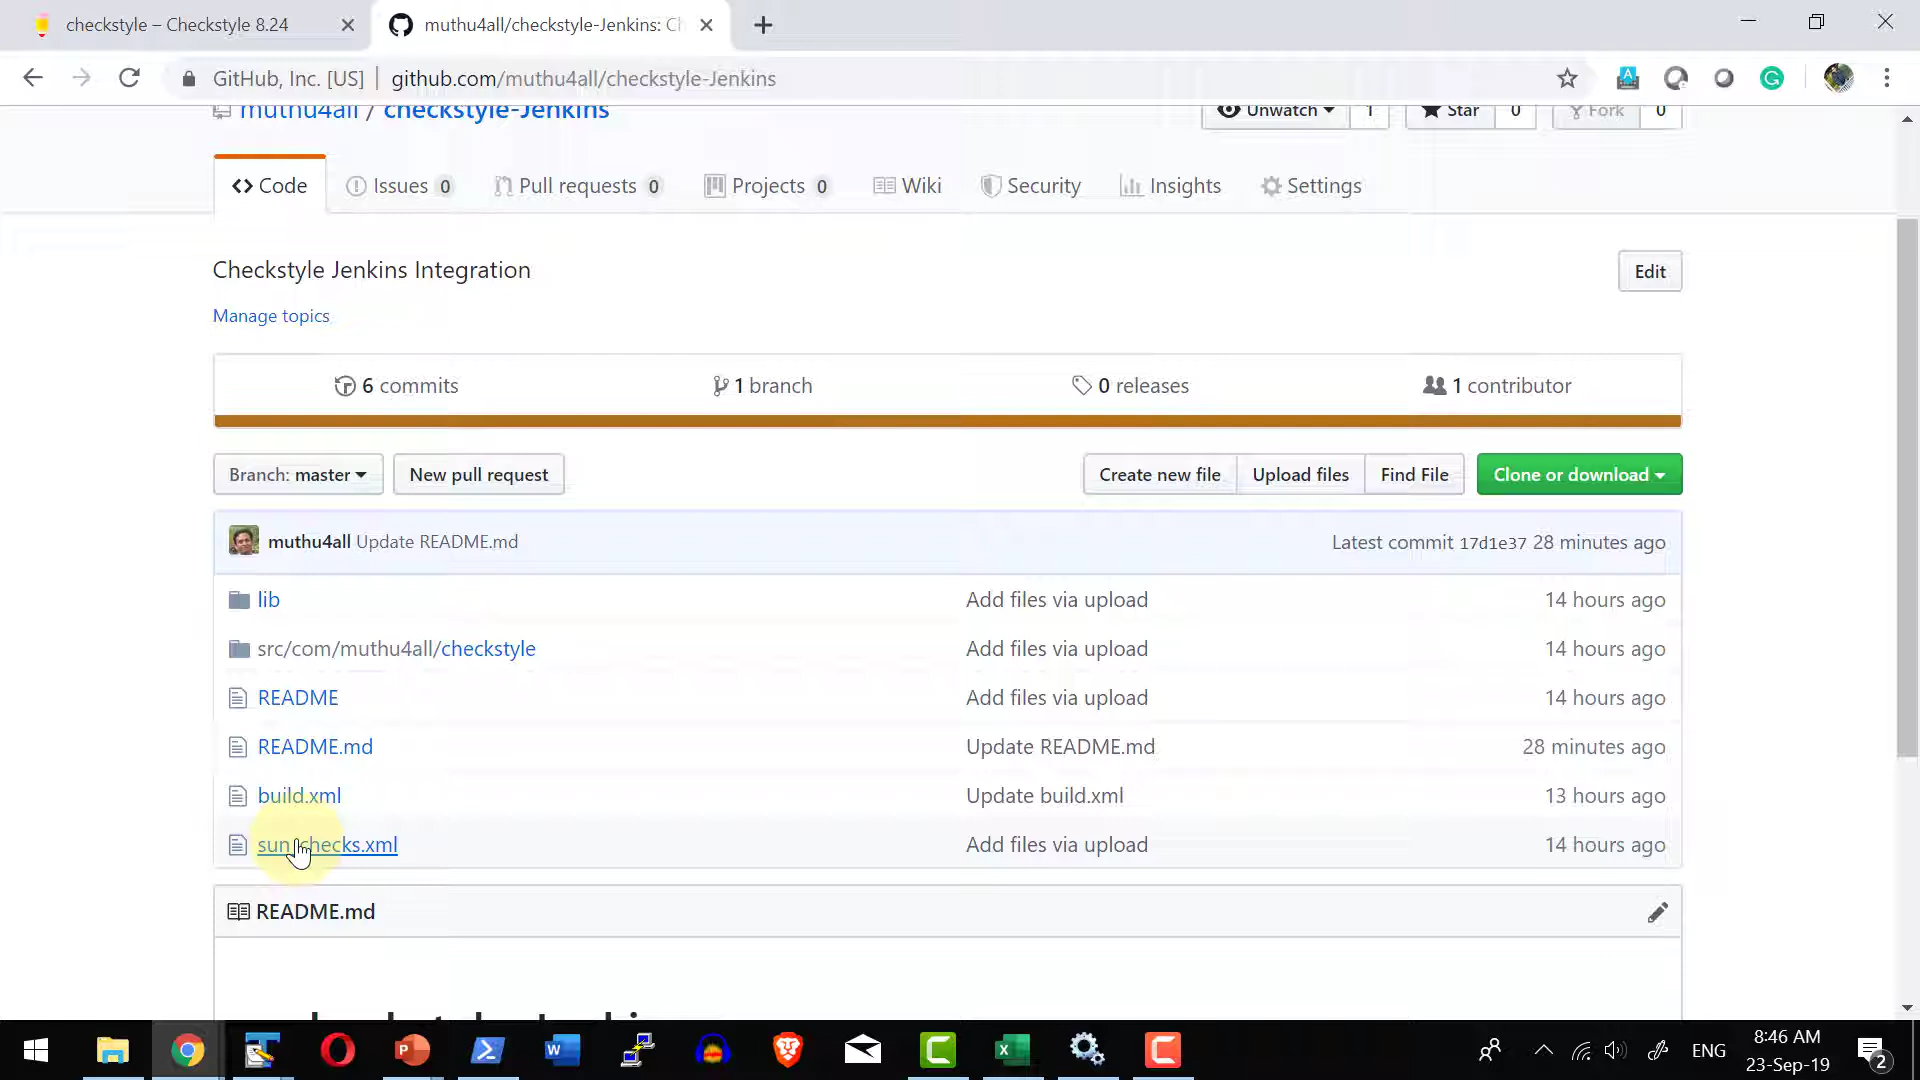 checkstyle – Checkstyle 8.24
muthu4all/checkstyle-Jenkins: Ch
GitHub, Inc. [US] | github.com/muthu4all/checkstyle-Jenkins
muthu4all / checkstyle-Jenkins
Unwatch 1 Star 0 Fork 0
Code Issues 0 Pull requests 0 Projects 0 Wiki Security Insights Settings
Checkstyle Jenkins Integration
Edit
Manage topics
6 commits 1 branch 0 releases 1 contributor
Branch: master New pull request Create new file Upload files Find File Clone or download
muthu4all Update README.md Latest commit 17d1e37 28 minutes ago
lib Add files via upload 14 hours ago
src/com/muthu4all/checkstyle Add files via upload 14 hours ago
README Add files via upload 14 hours ago
README.md Update README.md 28 minutes ago
build.xml Update build.xml 13 hours ago
sun_checks.xml Add files via upload 14 hours ago
README.md
ENG
8:46 AM
23-Sep-19
2